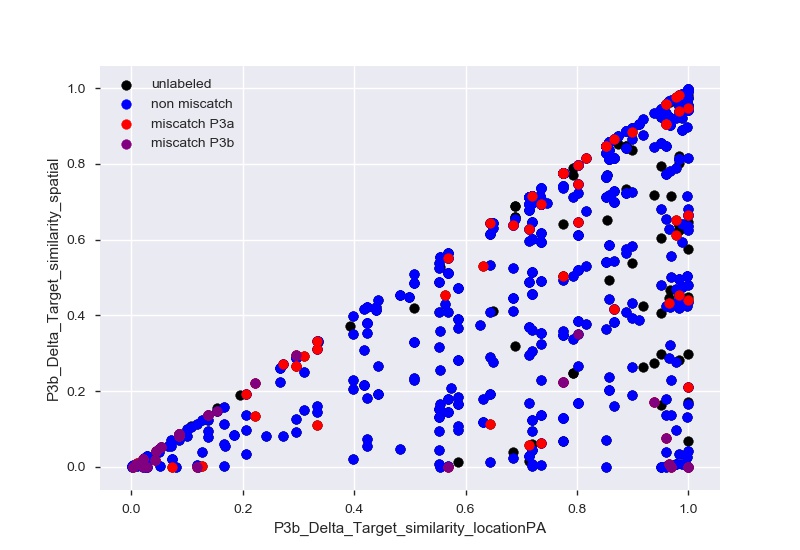 unlabeled
non miscatch
miscatch P3a
miscatch P3b
1.0
0.8
0.6
0.4
0.2
0.0
P3b_Delta_Target_similarity_spatial
0.0 0.2 0.4 0.6 0.8 1.0
P3b_Delta_Target_similarity_locationPA